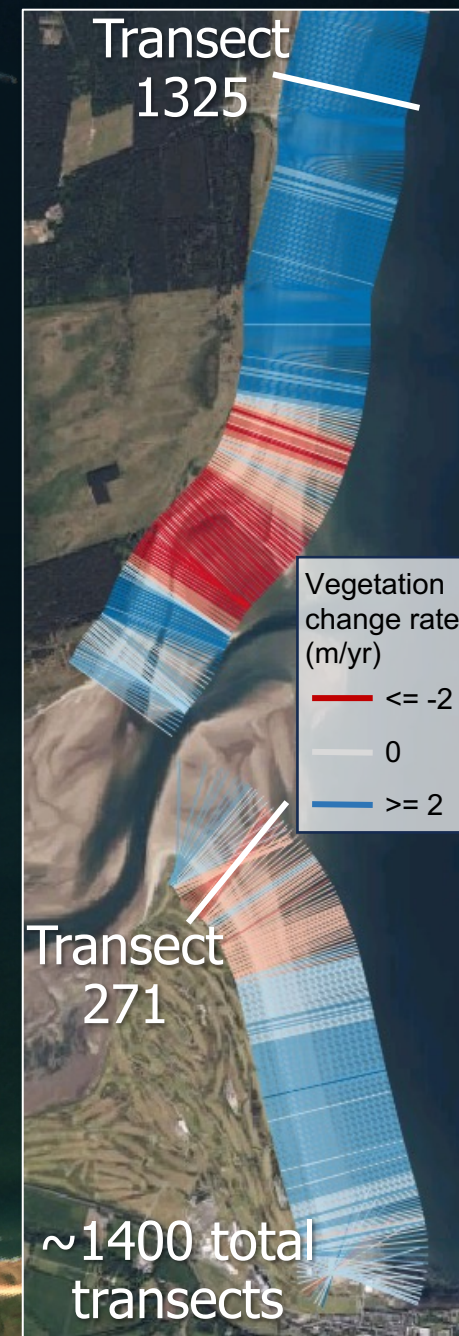 Transect
1325
Vegetation
change rate
(m/yr)
<= -2
0
>= 2
Transect
271
~1400 total
transects